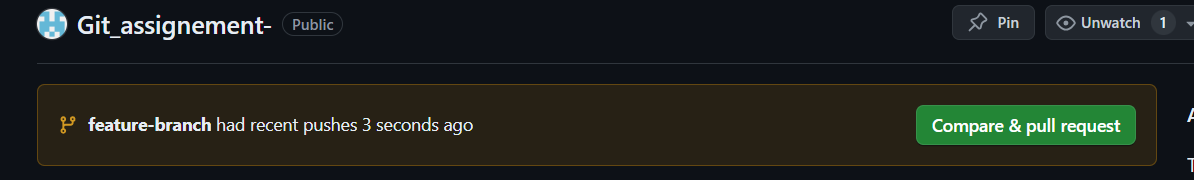 Git_assignement- Public Pin Unwatch 1
feature-branch had recent pushes 3 seconds ago Compare & pull request